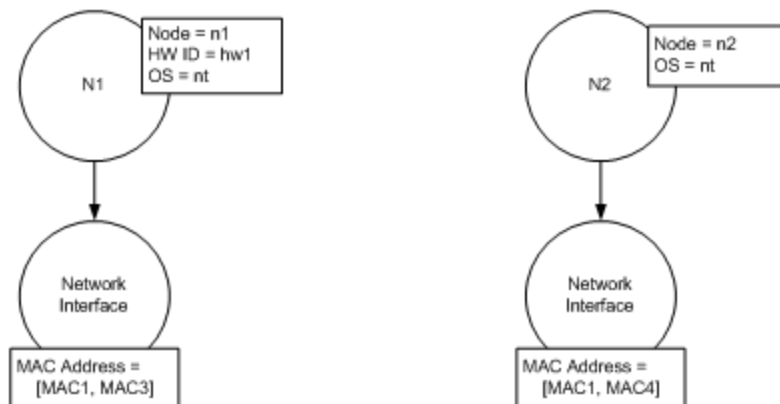 Node = n1
HW ID = hw1
OS = nt
N1
Node = n2
OS = nt
N2
Network
Interface
MAC Address =
[MAC1, MAC3]
Network
Interface
MAC Address =
[MAC1, MAC4]